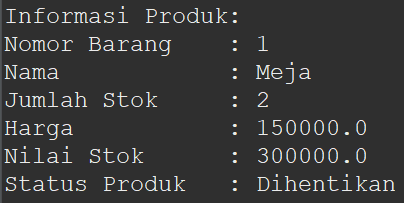 Informasi Produk:
Nomor Barang    : 1
Nama            : Meja
Jumlah Stok     : 2
Harga           : 150000.0
Nilai Stok      : 300000.0
Status Produk   : Dihentikan